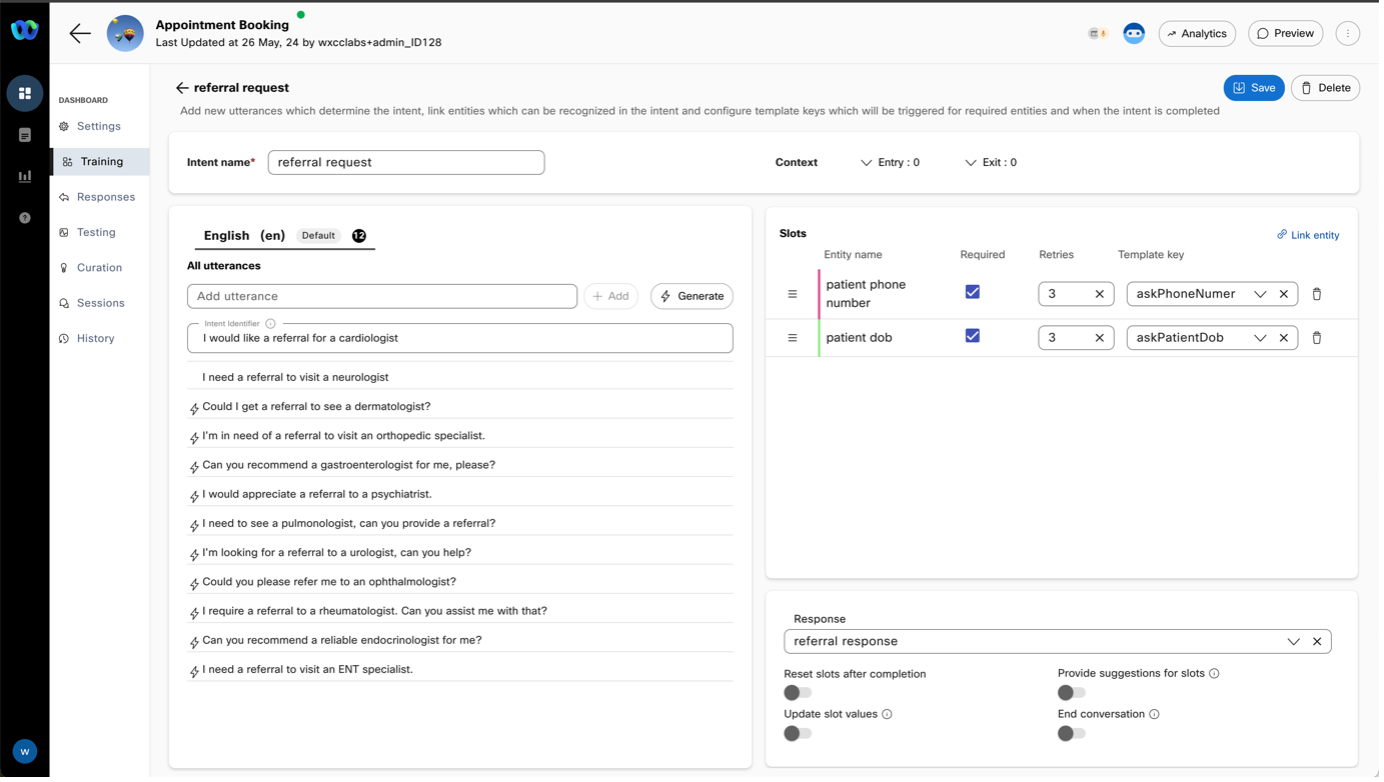 Appointment Booking
Last Updated at 26 May, 24 by wxcclabs+admin_ID128
Analytics
Preview
DASHBOARD
Settings
Training
Responses
Testing
Curation
Sessions
History
referral request
Save
Delete
Add new utterances which determine the intent, link entities which can be recognized in the intent and configure template keys which will be triggered for required entities and when the intent is completed
Intent name*
referral request
Context
Entry : 0
Exit : 0
English (en) Default 12
All utterances
Add utterance
+ Add
Generate
Intent Identifier
I would like a referral for a cardiologist
I need a referral to visit a neurologist
Could I get a referral to see a dermatologist?
I'm in need of a referral to visit an orthopedic specialist.
Can you recommend a gastroenterologist for me, please?
I would appreciate a referral to a psychiatrist.
I need to see a pulmonologist, can you provide a referral?
I'm looking for a referral to a urologist, can you help?
Could you please refer me to an ophthalmologist?
I require a referral to a rheumatologist. Can you assist me with that?
Can you recommend a reliable endocrinologist for me?
I need a referral to visit an ENT specialist.
Slots
Link entity
Entity name Required Retries Template key
patient phone
number
3
askPhoneNumer
patient dob
3
askPatientDob
Response
referral response
Reset slots after completion
Provide suggestions for slots
Update slot values
End conversation
W